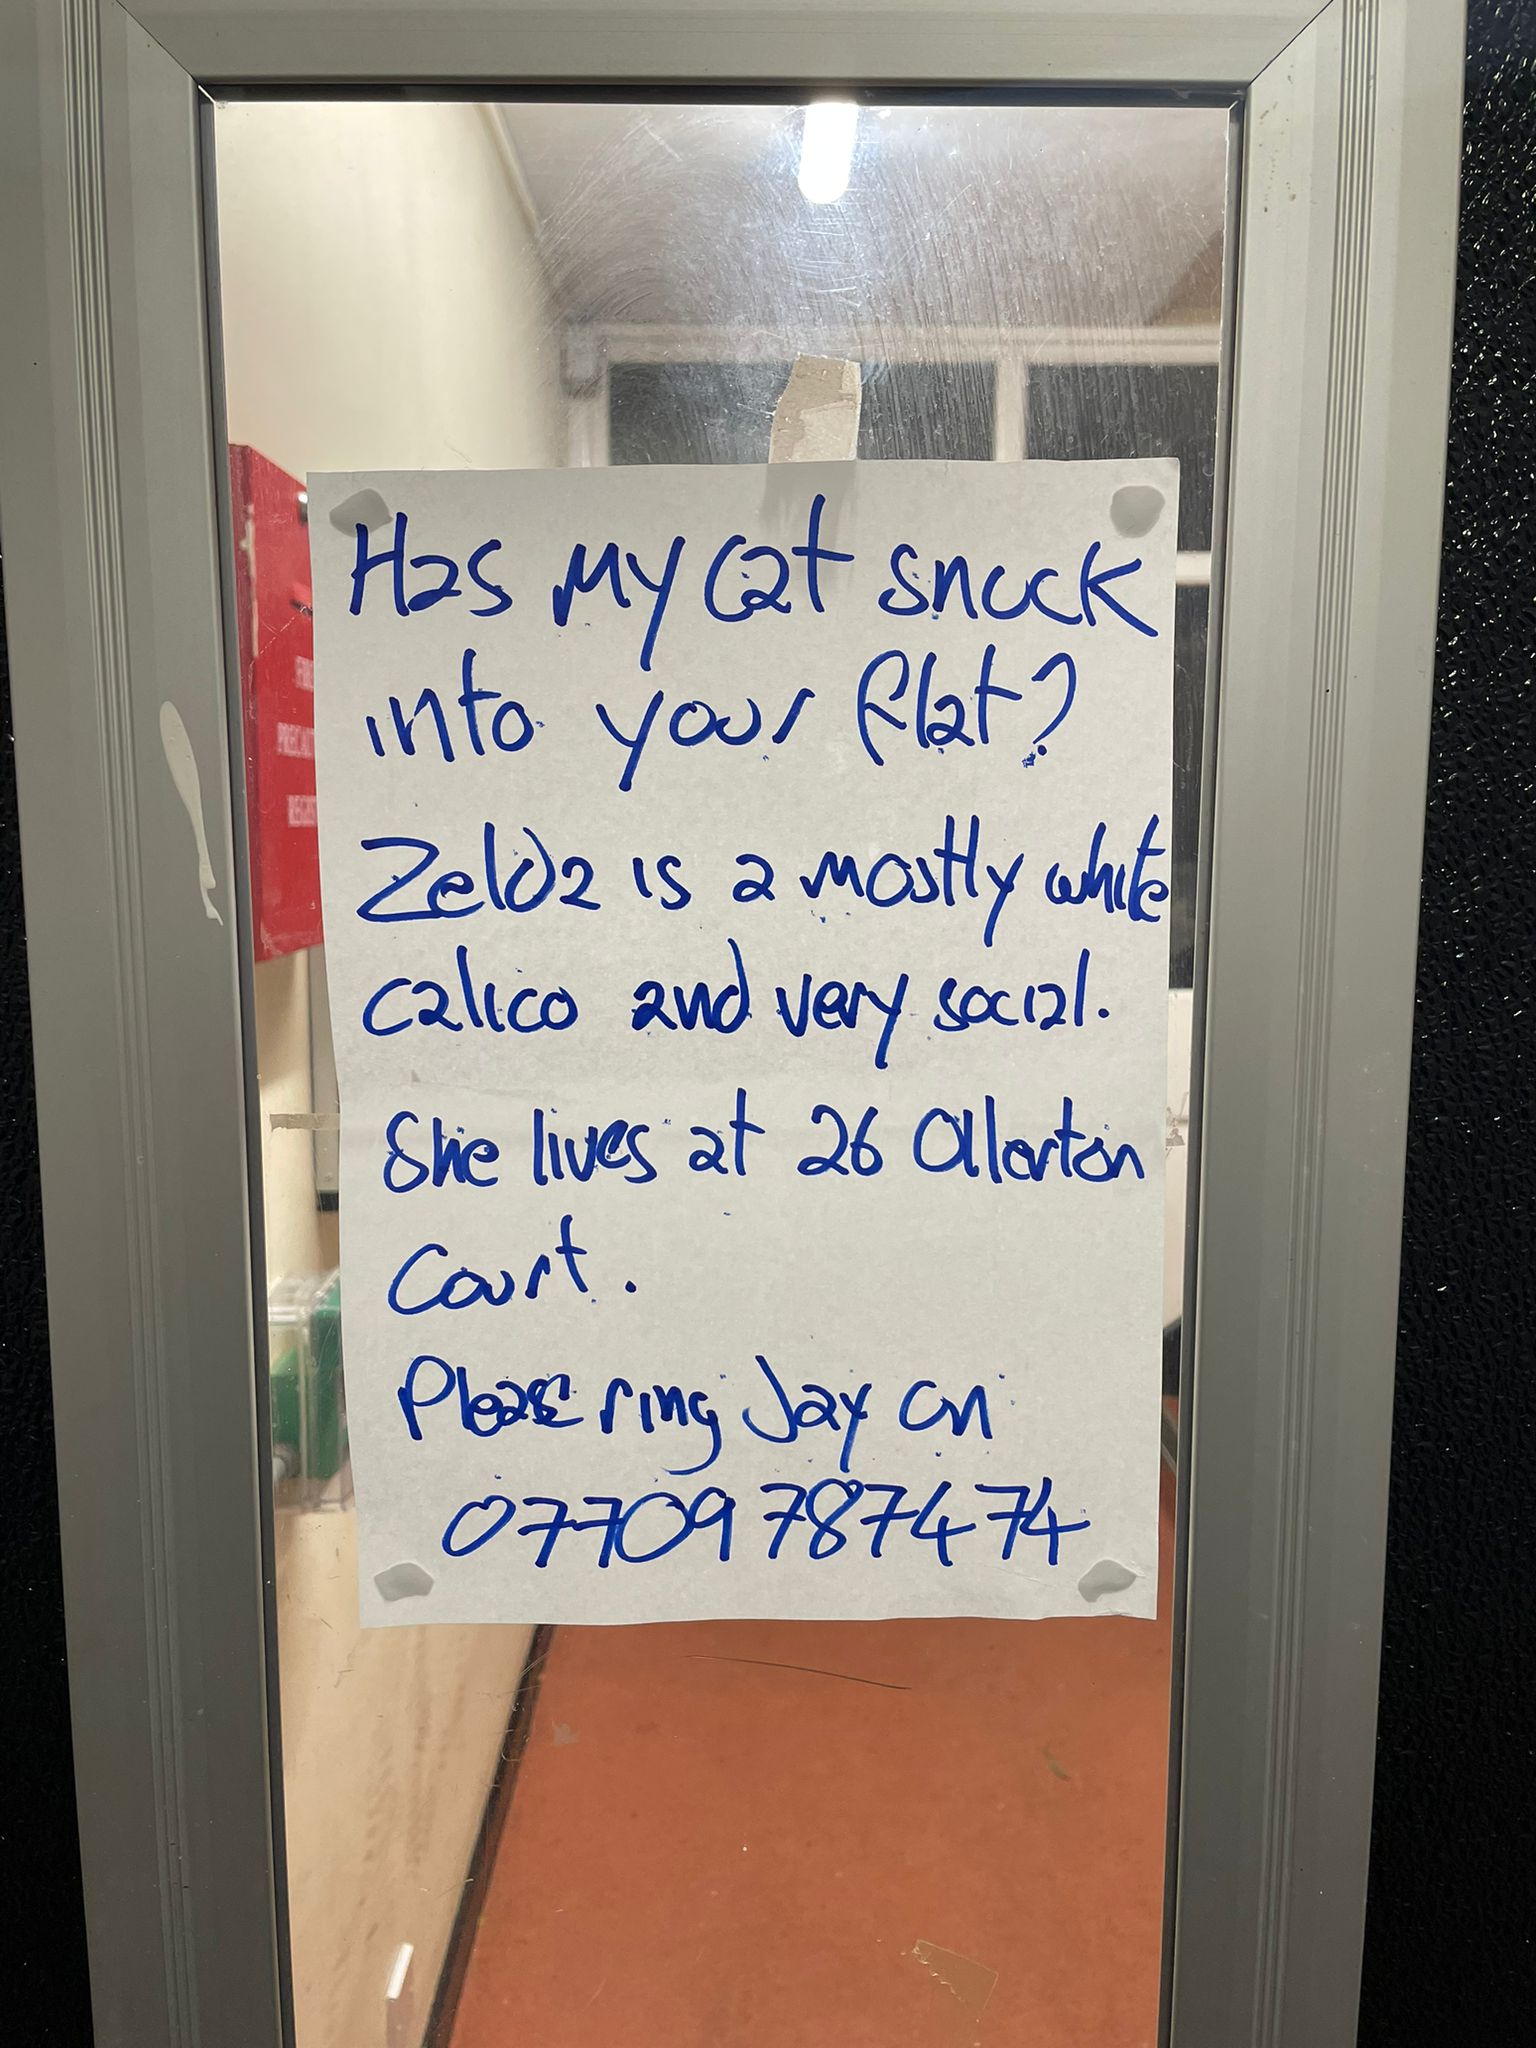 Has my cat snuck
into your flat?
Zelda is a mostly white
calico and very social.
She lives at 26 Ollerton
Court.
Please ring Jay on
07709 787474